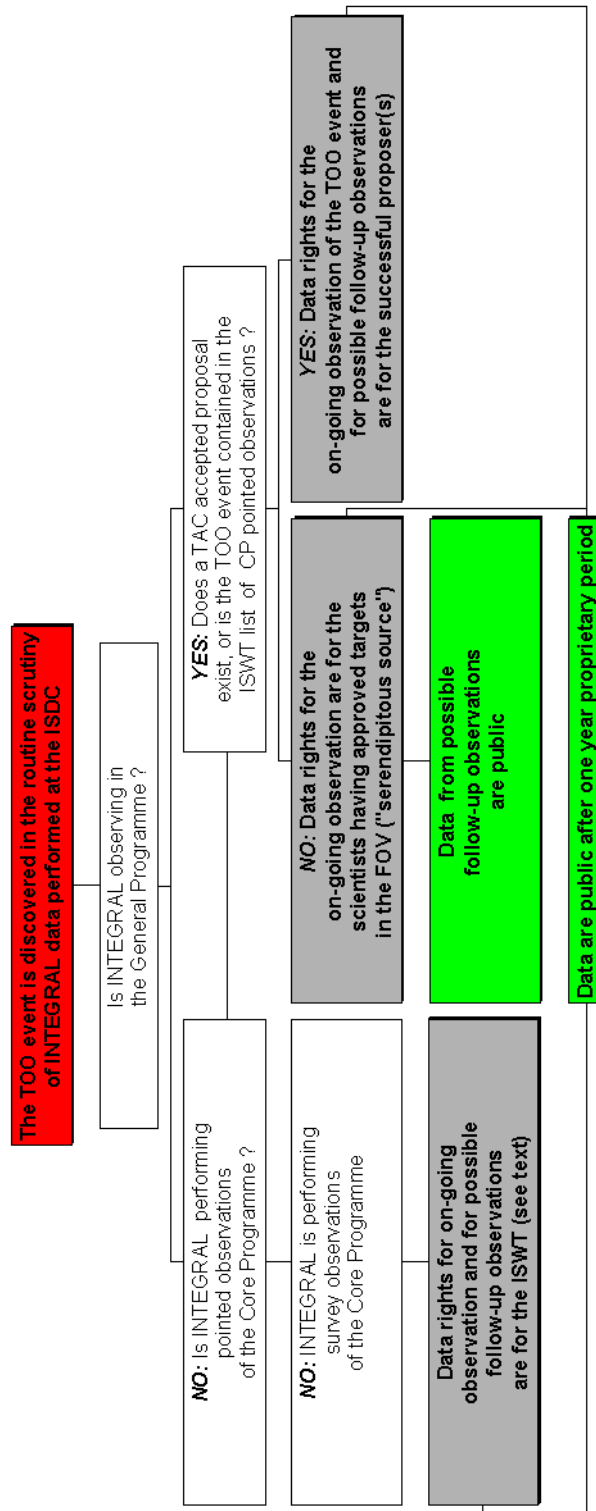 The TOO event is discovered in the routine scrutiny
of INTEGRAL data performed at the ISDC
Is INTEGRAL observing in
the General Programme ?
NO: Is INTEGRAL performing
pointed observations
of the Core Programme ?
YES: Does a TAC accepted proposal
exist, or is the TOO event contained in the
ISWT list of CP pointed observations ?
NO: INTEGRAL is performing
survey observations
of the Core Programme
NO: Data rights for the
on-going observation are for the
scientists having approved targets
in the FOV ("serendipitous source")
YES: Data rights for the
on-going observation of the TOO event and
for possible follow-up observations
are for the successful proposer(s)
Data rights for on-going
observation and for possible
follow-up observations
are for the ISWT (see text)
Data from possible
follow-up observations
are public
Data are public after one year proprietary period